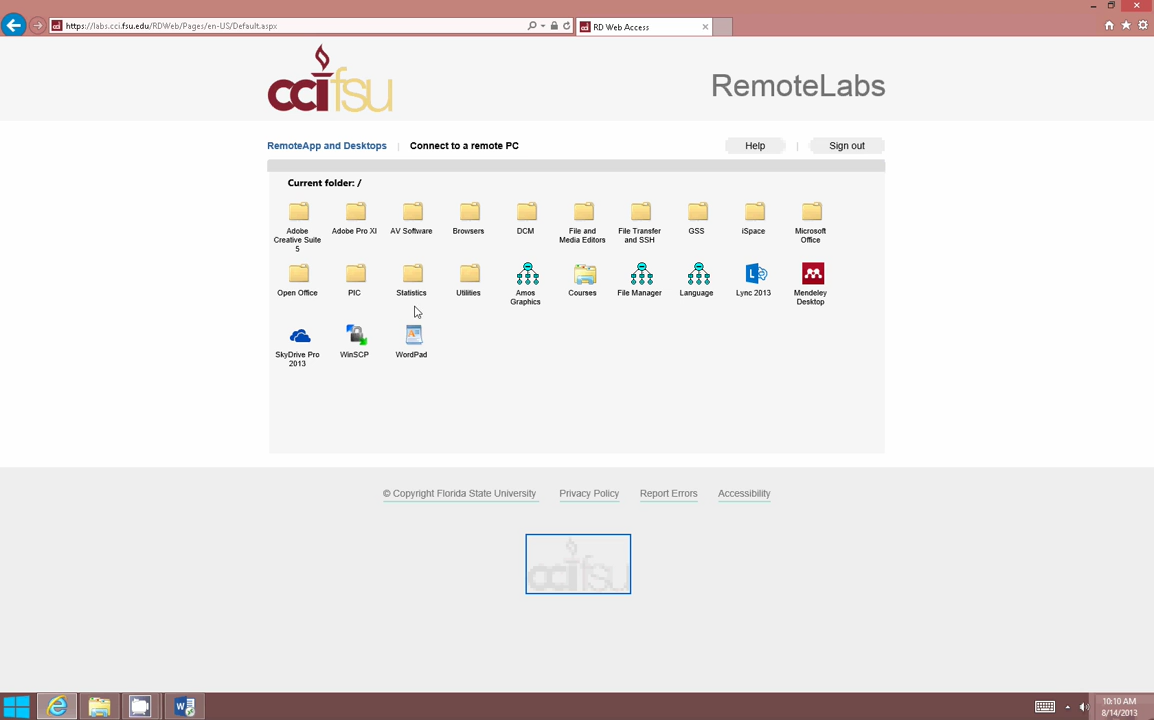 https://labs.cci.fsu.edu/RDWeb/Pages/en-US/Default.aspx
cci RD Web Access
ccifsu
RemoteLabs
RemoteApp and Desktops | Connect to a remote PC
Help | Sign out
Current folder: /
Adobe Creative Suite 5
Adobe Pro XI
AV Software
Browsers
DCM
File and Media Editors
File Transfer and SSH
GSS
iSpace
Microsoft Office
Open Office
PIC
Statistics
Utilities
Amos Graphics
Courses
File Manager
Language
Lync 2013
Mendeley Desktop
SkyDrive Pro 2013
WinSCP
WordPad
© Copyright Florida State University Privacy Policy Report Errors Accessibility
ccifsu
10:10 AM
8/14/2013